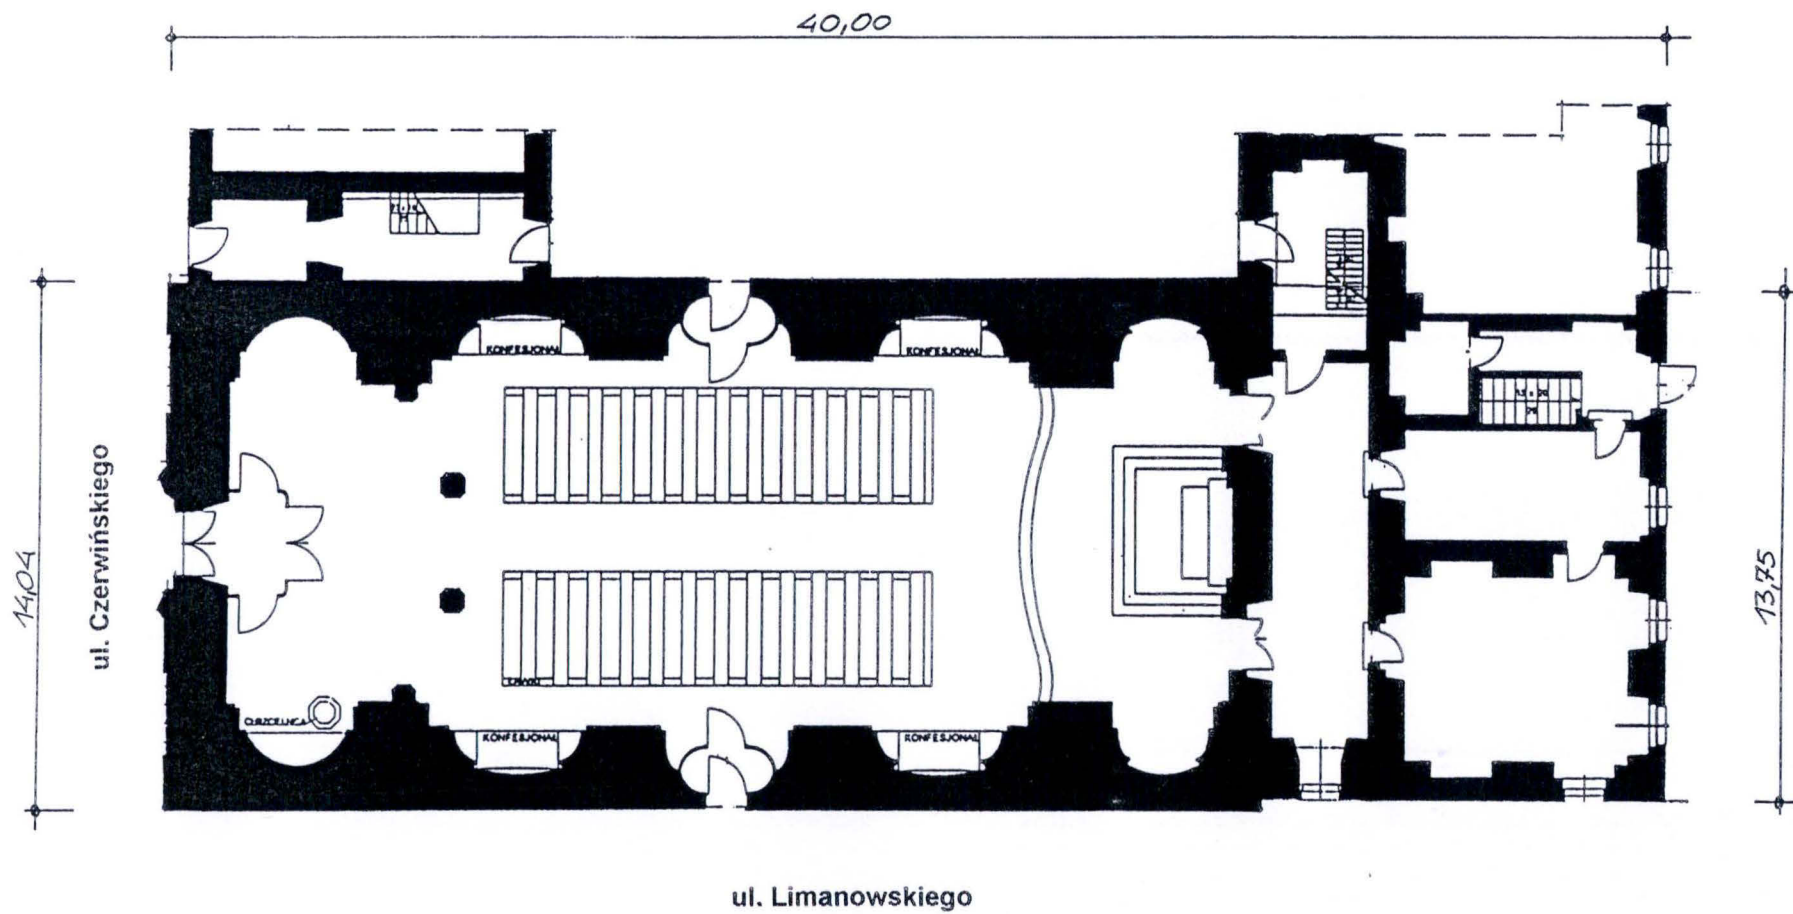 40,00
KONFESJONAŁ
KONFESJONAŁ
ul. Czerwińskiego
14,04
13,75
CHRZCIELNICA
KONFESJONAŁ
KONFESJONAŁ
ul. Limanowskiego